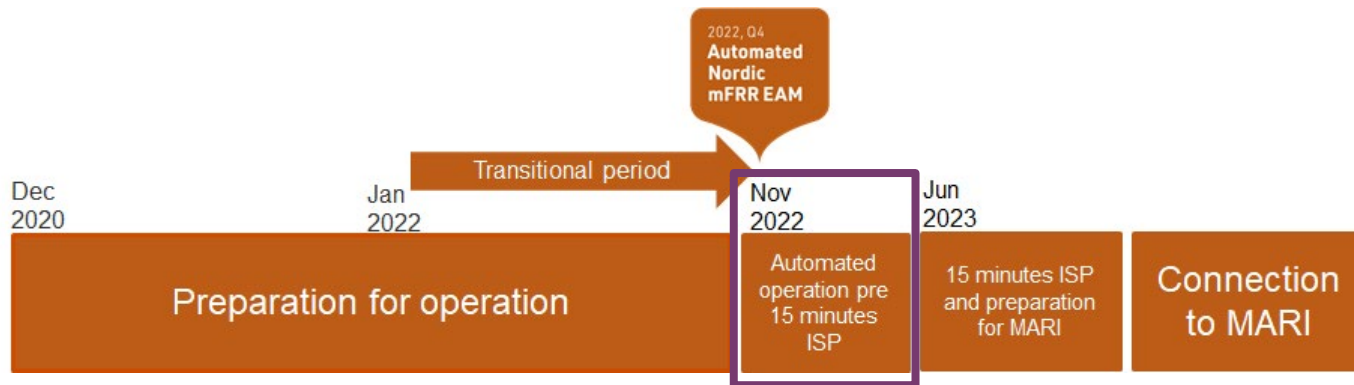 2022, Q4
Automated
Nordic
mFRR EAM
Transitional period
Dec
2020
Jan
2022
Nov
2022
Jun
2023
Preparation for operation
Automated
operation pre
15 minutes
ISP
15 minutes ISP
and preparation
for MARI
Connection
to MARI